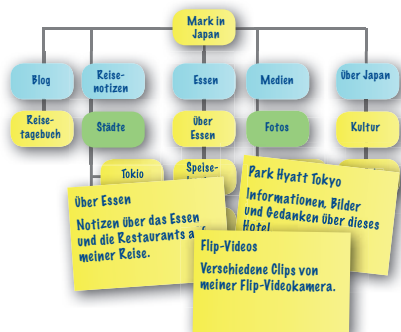 Mark in
Japan
Blog
Reise-
notizen
Essen
Medien
Über Japan
Reise-
tagebuch
Städte
Über
Essen
Fotos
Kultur
Tokio
Speise-
Über Essen
Notizen über das Essen
und die Restaurants a
meiner Reise.
Park Hyatt Tokyo
Informationen, Bilder
und Gedanken über dieses
Hotel
Flip-Videos
Verschiedene Clips von
meiner Flip-Videokamera.